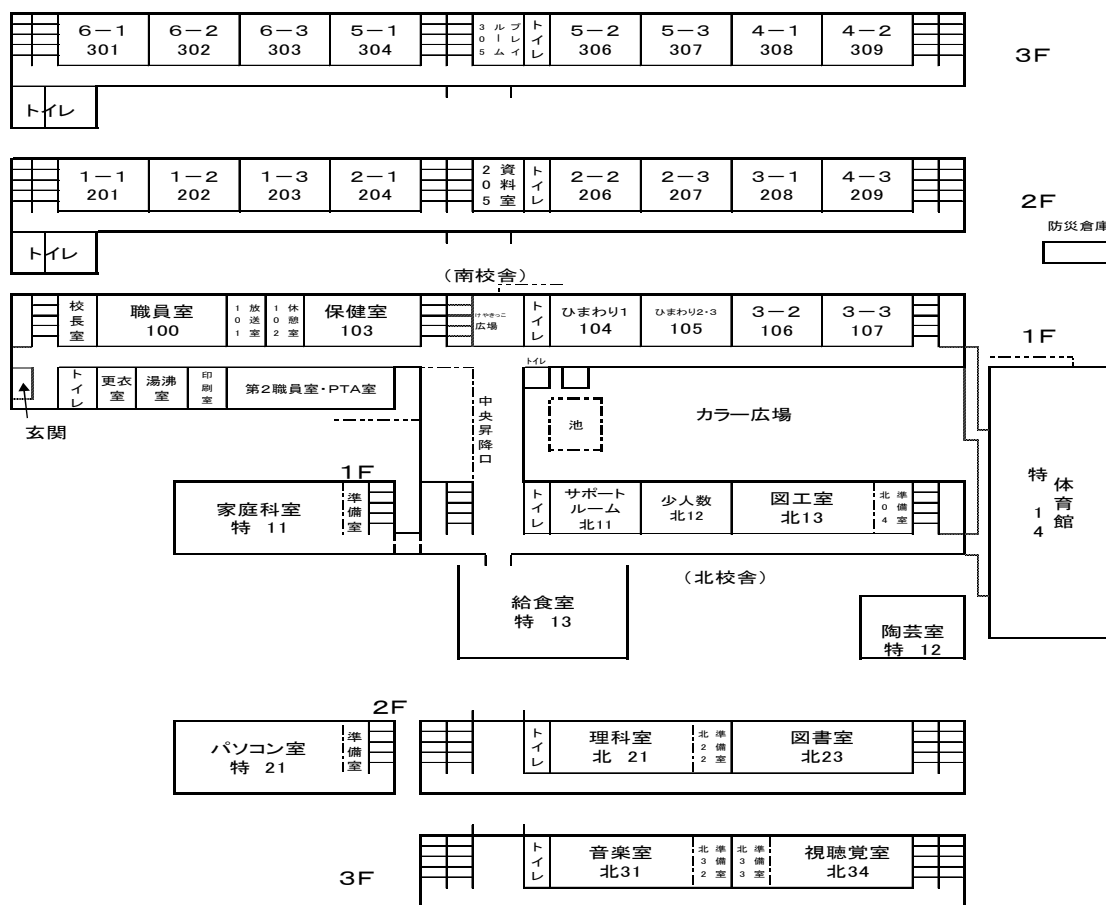 6－1 6－2 6－3 5－1 プレイルーム305 トイレ 5－2 5－3 4－1 4－2
301 302 303 304 306 307 308 309
3F
トイレ
1－1 1－2 1－3 2－1 資料室205 トイレ 2－2 2－3 3－1 4－3
201 202 203 204 206 207 208 209
2F
防災倉庫
トイレ
(南校舎)
校長室 職員室 放送室101 休憩102 保健室 けやきっこ トイレ ひまわり1 ひまわり2・3 3－2 3－3
100 103 広場 104 105 106 107
1F
トイレ 更衣室 湯沸室 印刷室 第2職員室・PTA室
トイレ
玄関
中央昇降口
池
カラー広場
1F
家庭科室 準備室
特 11
トイレ サポートルーム 少人数 図工室 準備室北04
北11 北12 北13
体育館
特 14
(北校舎)
給食室
特 13
陶芸室
特 12
2F
パソコン室 準備室
特 21
トイレ 理科室 準備室北22 図書室
北 21 北23
3F
トイレ 音楽室 準備室北32 準備室北33 視聴覚室
北31 北34